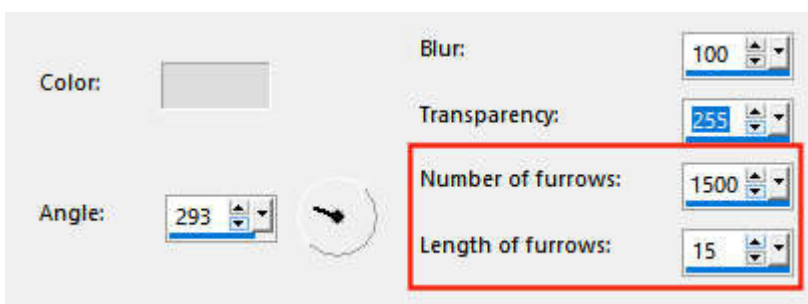 Color:
Angle: 293
Blur: 100
Transparency: 255
Number of furrows: 1500
Length of furrows: 15